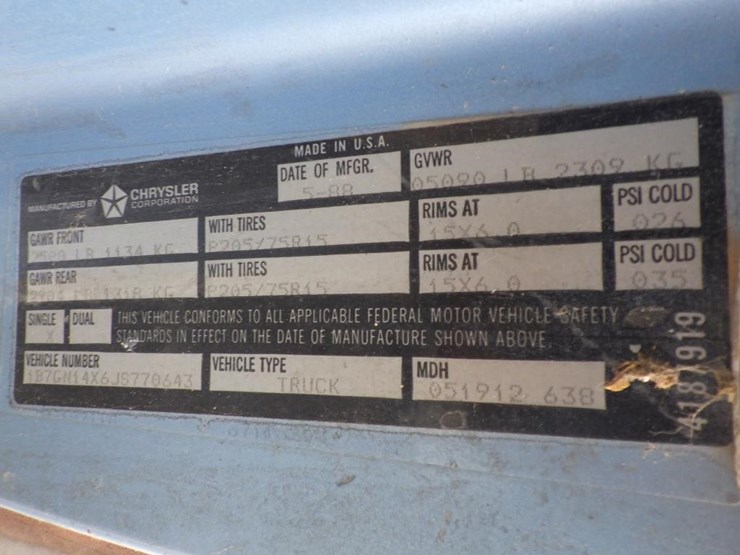 MADE IN U.S.A.
MANUFACTURED BY CHRYSLER CORPORATION
DATE OF MFGR. 5-88
GVWR 05090 LB 2309 KG
GAWR FRONT LB 1134 KG
WITH TIRES P205/75R15
RIMS AT 15X6.0
PSI COLD 026
GAWR REAR LB 1318 KG
WITH TIRES P205/75R15
RIMS AT 15X6.0
PSI COLD 035
SINGLE X DUAL
THIS VEHICLE CONFORMS TO ALL APPLICABLE FEDERAL MOTOR VEHICLE SAFETY
STANDARDS IN EFFECT ON THE DATE OF MANUFACTURE SHOWN ABOVE.
VEHICLE NUMBER 1B7GN14X6JS770643
VEHICLE TYPE TRUCK
MDH 051912 638
4187919